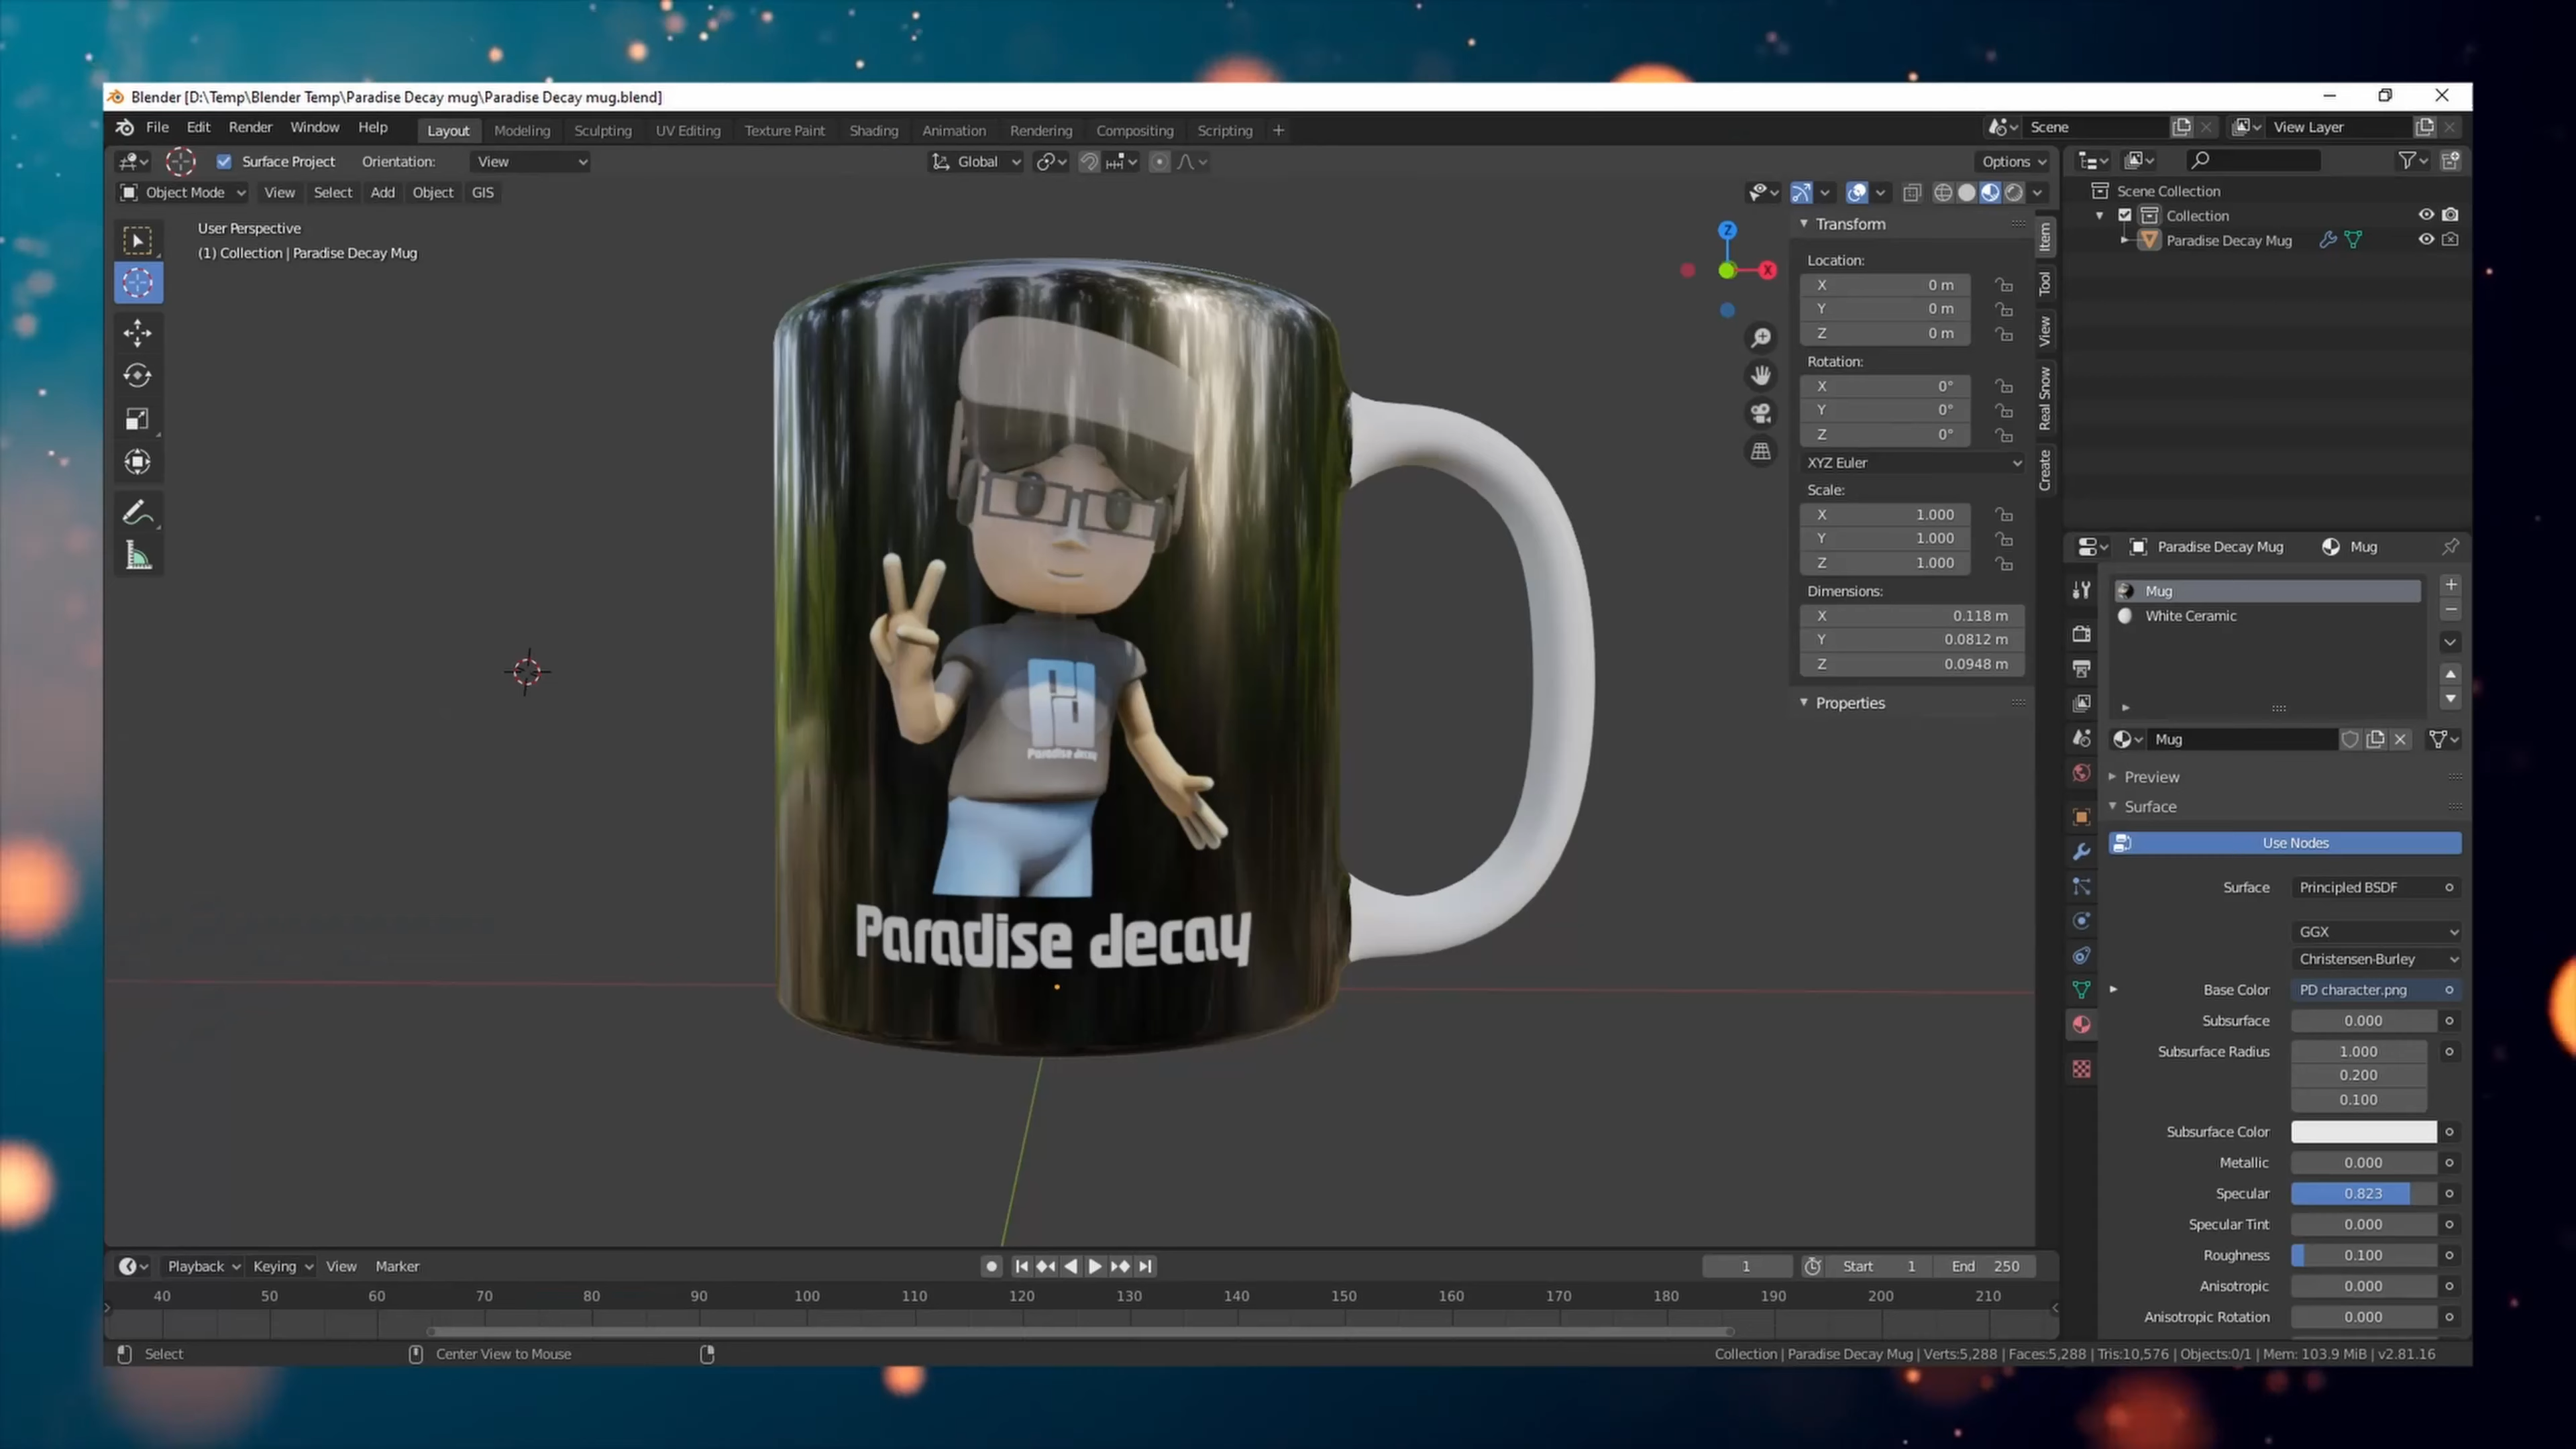 Blender [D:\Temp\Blender Temp\Paradise Decay mug\Paradise Decay mug.blend]
File Edit Render Window Help Layout Modeling Sculpting UV Editing Texture Paint Shading Animation Rendering Compositing Scripting + Scene View Layer
Surface Project Orientation: View Global Options
Object Mode View Select Add Object GIS
User Perspective
(1) Collection | Paradise Decay Mug
Z
X
Transform
Location:
X 0 m
Y 0 m
Z 0 m
Rotation:
X 0°
Y 0°
Z 0°
XYZ Euler
Scale:
X 1.000
Y 1.000
Z 1.000
Dimensions:
X 0.118 m
Y 0.0812 m
Z 0.0948 m
Properties
Item
Tool
View
Real Snow
Create
Scene Collection
Collection
Paradise Decay Mug
Paradise Decay Mug Mug
Mug
White Ceramic
Mug
Preview
Surface
Use Nodes
Surface Principled BSDF
GGX
Christensen-Burley
Base Color PD character.png
Subsurface 0.000
Subsurface Radius 1.000
0.200
0.100
Subsurface Color
Metallic 0.000
Specular 0.823
Specular Tint 0.000
Roughness 0.100
Anisotropic 0.000
Anisotropic Rotation 0.000
Paradise decay
Paradise decay
Playback Keying View Marker 1 Start 1 End 250
40 50 60 70 80 90 100 110 120 130 140 150 160 170 180 190 200 210
Select Center View to Mouse Collection | Paradise Decay Mug | Verts:5,288 | Faces:5,288 | Tris:10,576 | Objects:0/1 | Mem: 103.9 MiB | v2.81.16